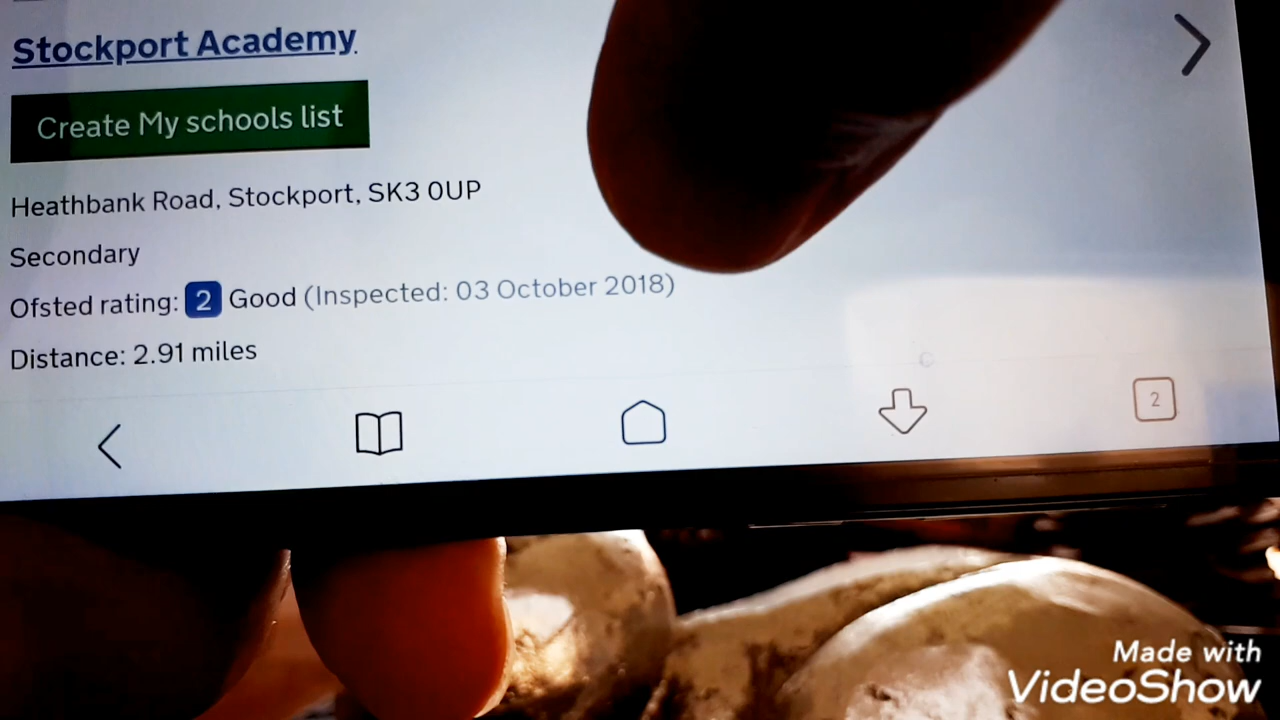 Stockport Academy
Create My schools list
Heathbank Road, Stockport, SK3 0UP
Secondary
Ofsted rating: 2 Good (Inspected: 03 October 2018)
Distance: 2.91 miles
2
Made with
VideoShow